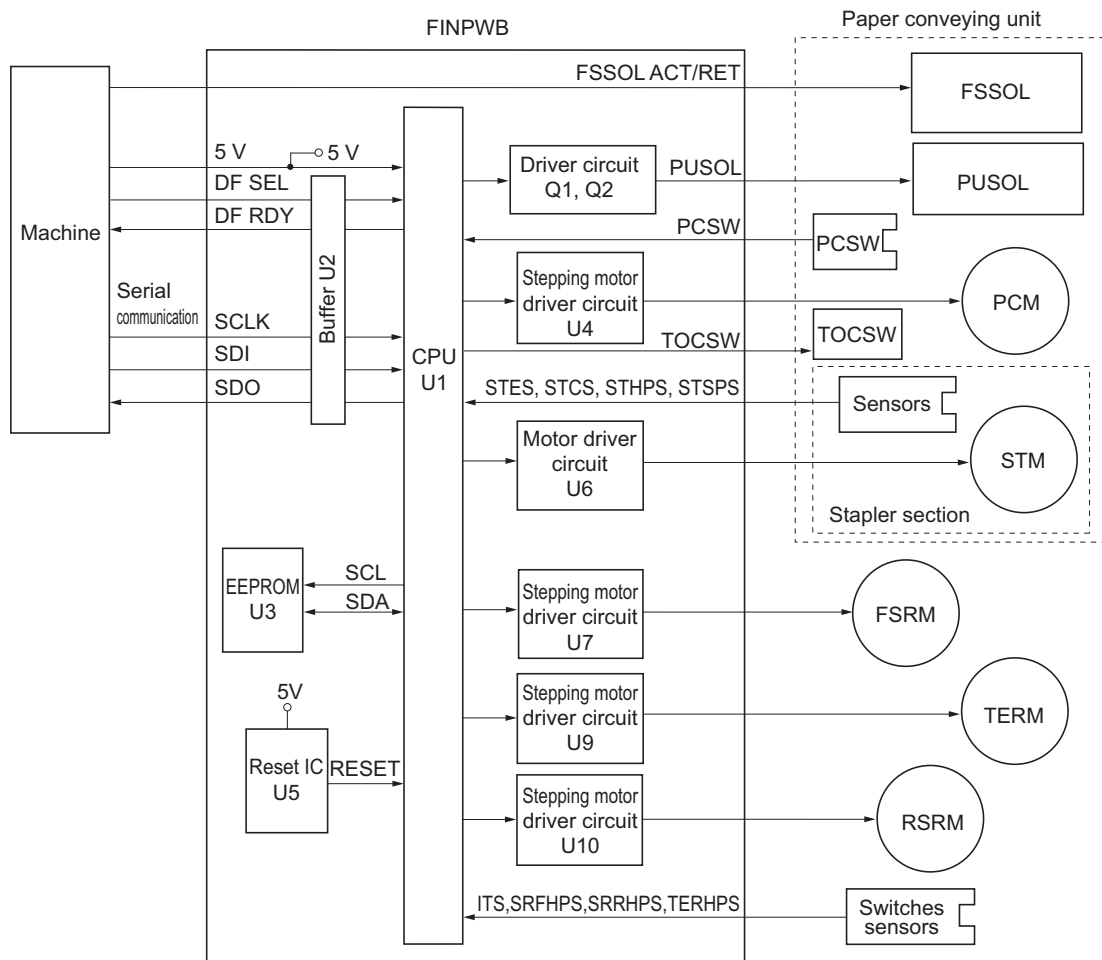 Paper conveying unit
FINPWB
FSSOL ACT/RET
FSSOL
5 V
5 V
DF SEL
DF RDY
Machine
Serial
communication
SCLK
SDI
SDO
Buffer U2
CPU
U1
Driver circuit
Q1, Q2
PUSOL
PUSOL
PCSW
PCSW
Stepping motor
driver circuit
U4
PCM
TOCSW
TOCSW
STES, STCS, STHPS, STSPS
Sensors
Motor driver
circuit
U6
STM
Stapler section
EEPROM
U3
SCL
SDA
Stepping motor
driver circuit
U7
FSRM
5V
Reset IC
U5
RESET
Stepping motor
driver circuit
U9
TERM
Stepping motor
driver circuit
U10
RSRM
ITS,SRFHPS,SRRHPS,TERHPS
Switches
sensors